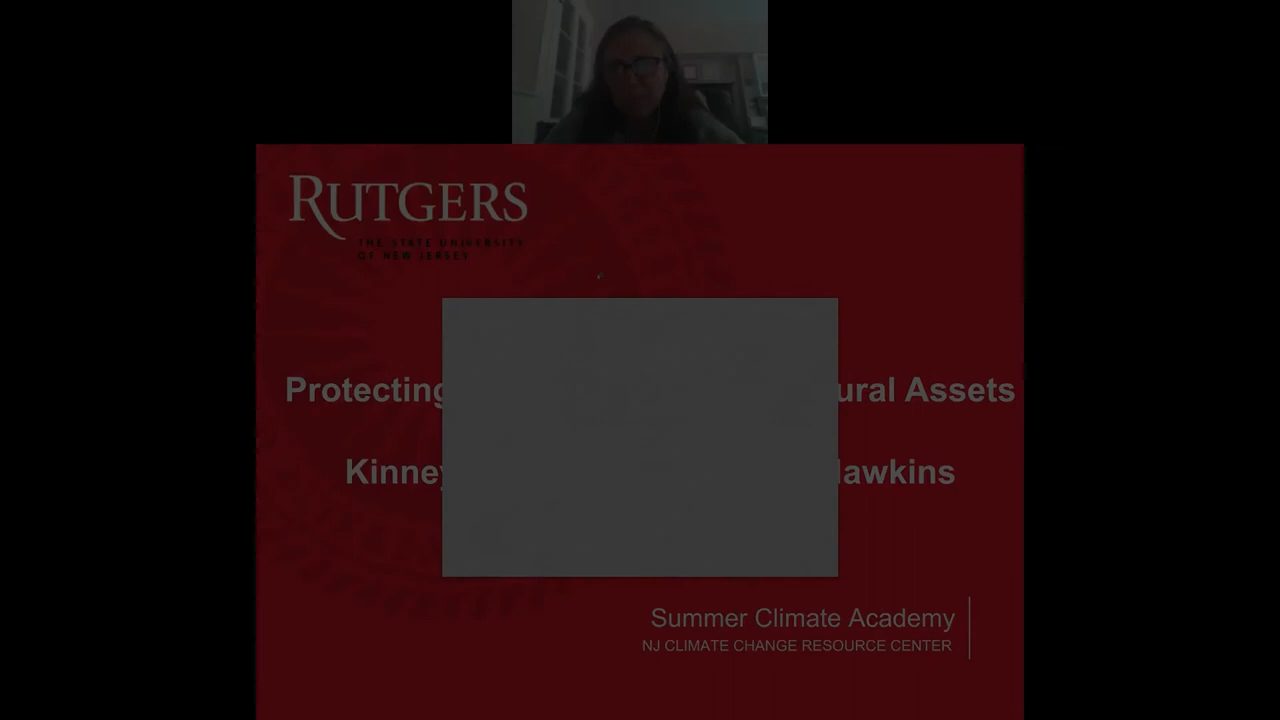 RUTGERS
THE STATE UNIVERSITY
OF NEW JERSEY
Protecting ural Assets
Kinney awkins
Summer Climate Academy
NJ CLIMATE CHANGE RESOURCE CENTER